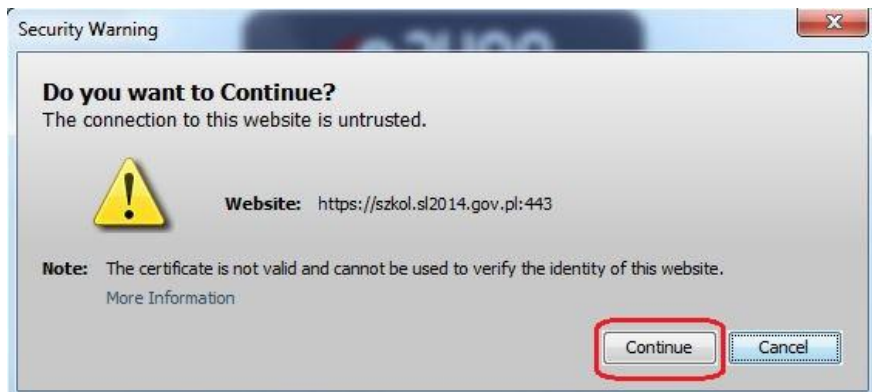 Security Warning
Do you want to Continue?
The connection to this website is untrusted.
Website: https://szkol.sl2014.gov.pl:443
Note: The certificate is not valid and cannot be used to verify the identity of this website.
More Information
Continue Cancel